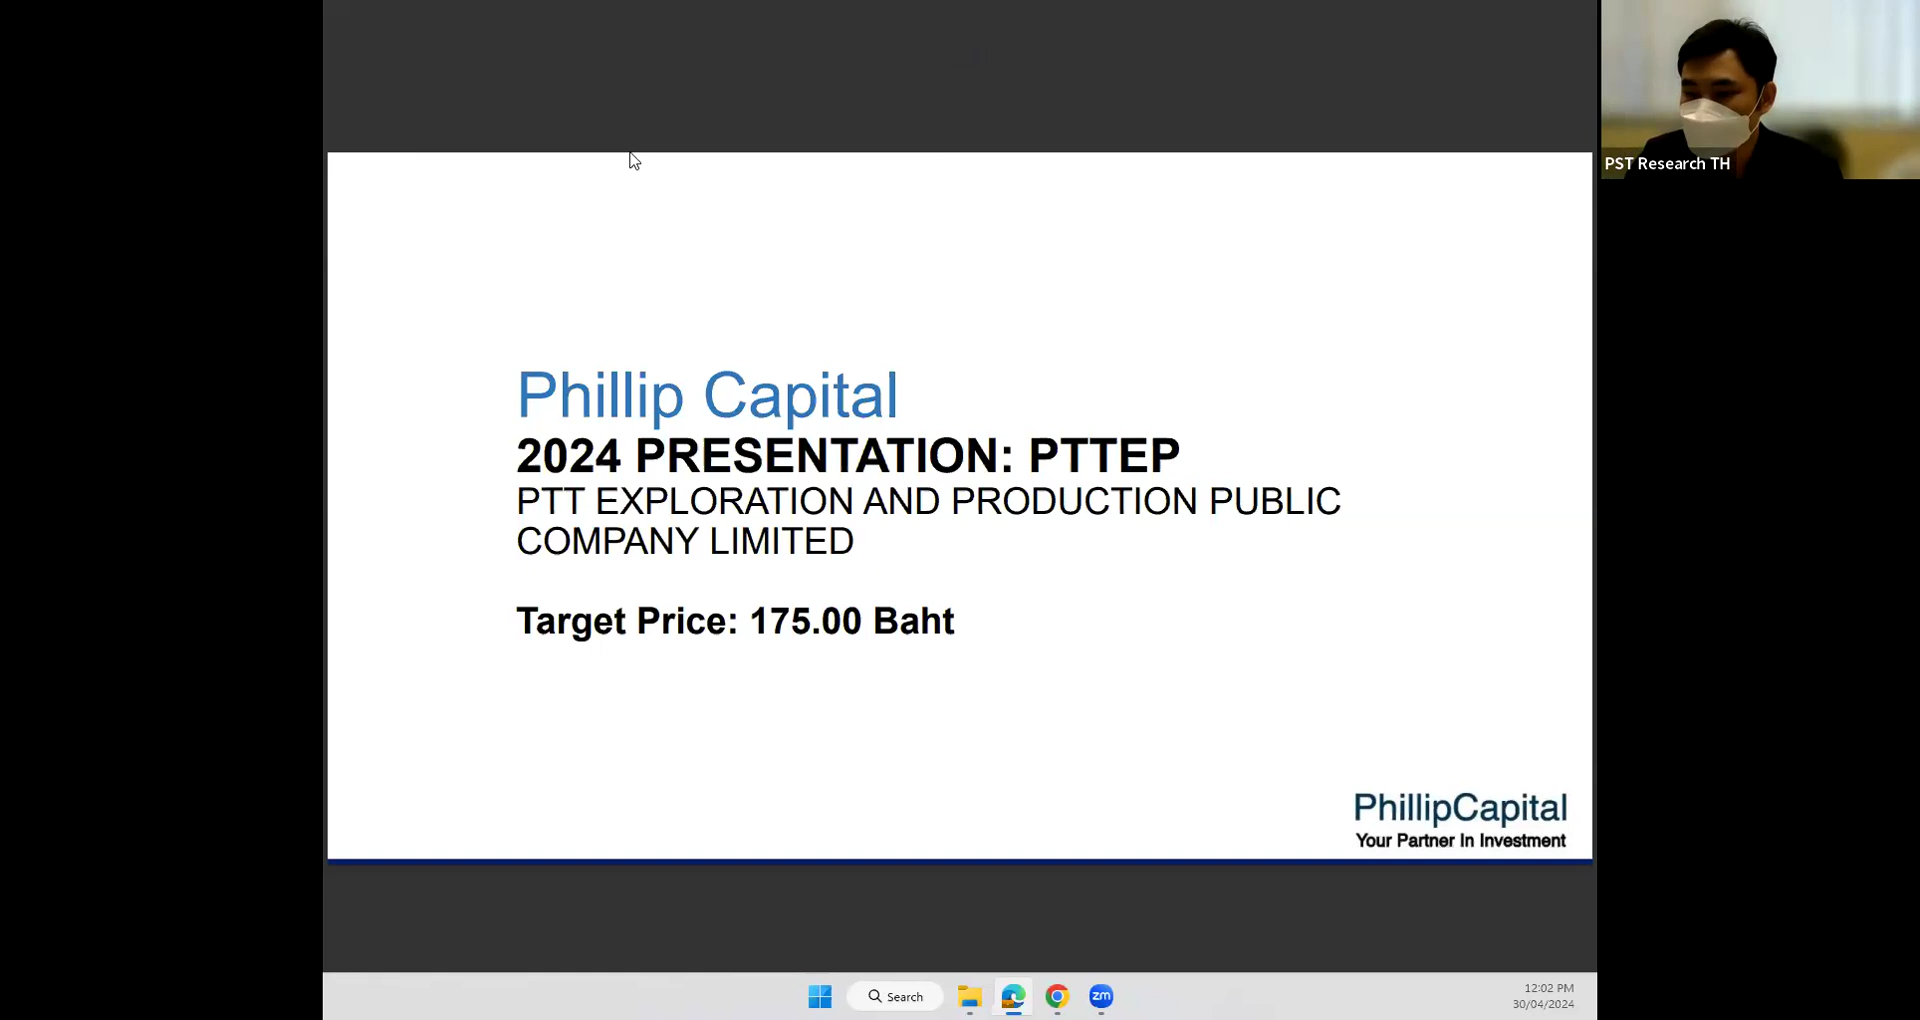 PST Research TH
Phillip Capital
2024 PRESENTATION: PTTEP
PTT EXPLORATION AND PRODUCTION PUBLIC
COMPANY LIMITED
Target Price: 175.00 Baht
PhillipCapital
Your Partner In Investment
Search
zm
12:02 PM
30/04/2024